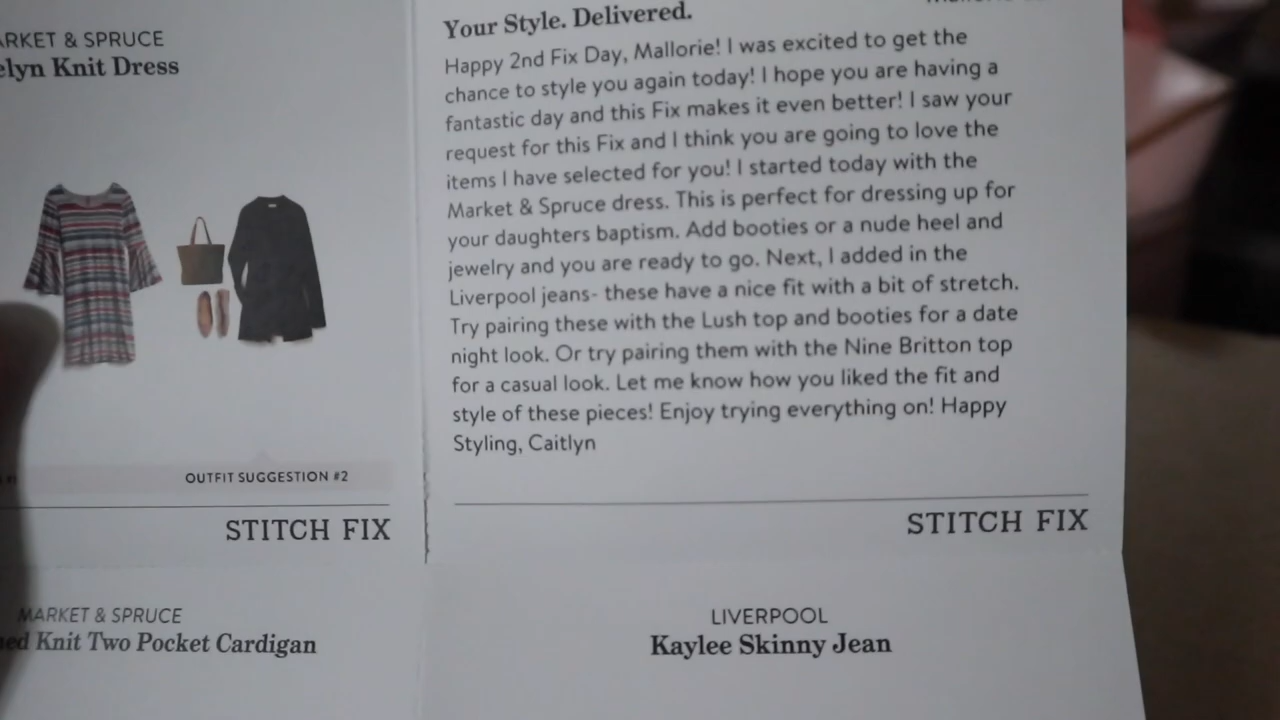 MARKET & SPRUCE
Knit Dress
OUTFIT SUGGESTION #2
STITCH FIX
MARKET & SPRUCE
Knit Two Pocket Cardigan
Your Style. Delivered.
Happy 2nd Fix Day, Mallorie! I was excited to get the
chance to style you again today! I hope you are having a
fantastic day and this Fix makes it even better! I saw your
request for this Fix and I think you are going to love the
items I have selected for you! I started today with the
Market & Spruce dress. This is perfect for dressing up for
your daughters baptism. Add booties or a nude heel and
jewelry and you are ready to go. Next, I added in the
Liverpool jeans- these have a nice fit with a bit of stretch.
Try pairing these with the Lush top and booties for a date
night look. Or try pairing them with the Nine Britton top
for a casual look. Let me know how you liked the fit and
style of these pieces! Enjoy trying everything on! Happy
Styling, Caitlyn
STITCH FIX
LIVERPOOL
Kaylee Skinny Jean